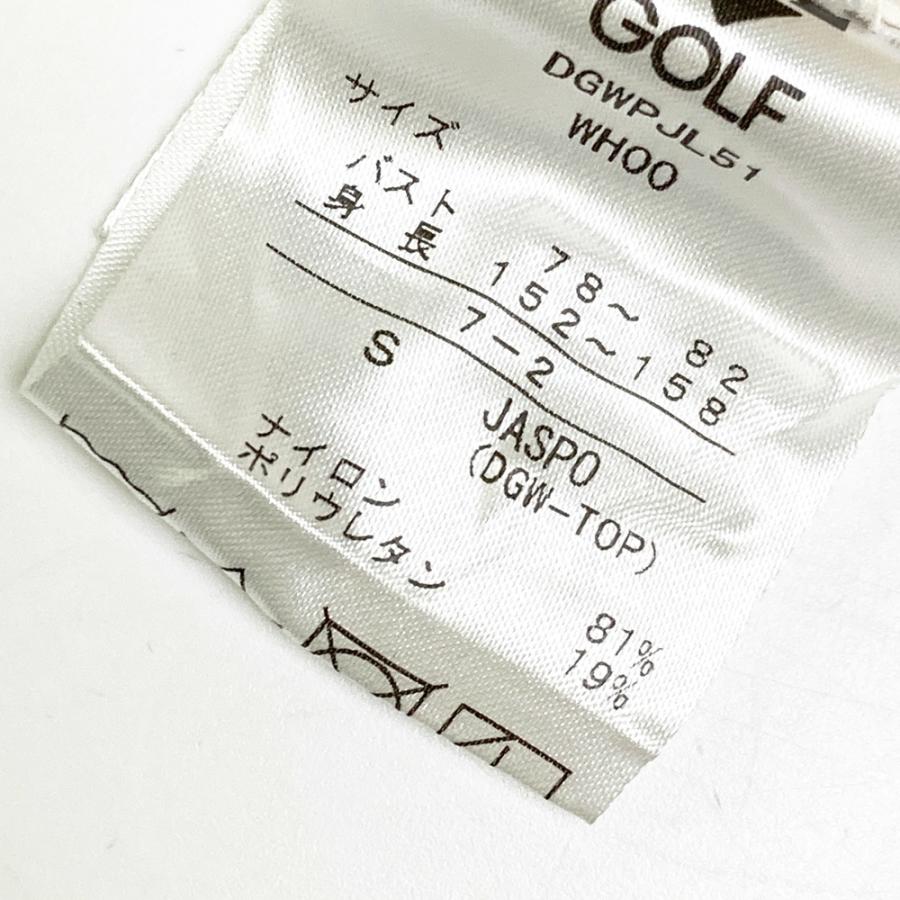 GOLF
DGWPJL51
WH00
サイズ
バスト 78～ 82
身長 152～158
7-2
S JASPO
(DGW-TOP)
ナイロン 81%
ポリウレタン 19%